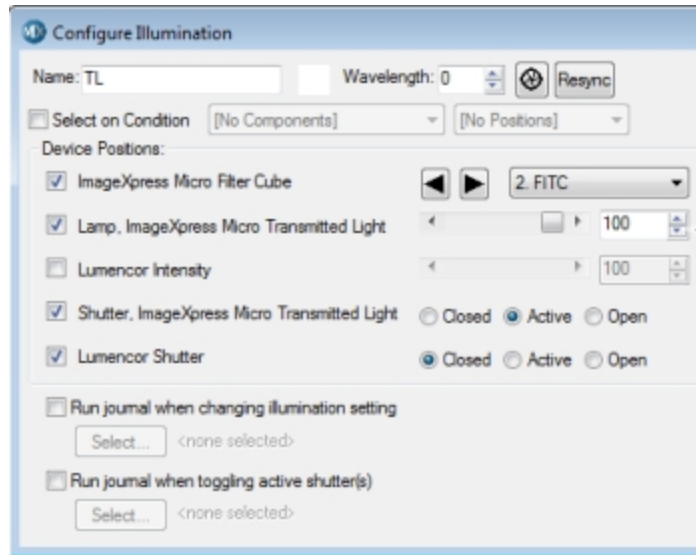 Configure Illumination
Name: TL Wavelength: 0 Resync
Select on Condition [No Components] [No Positions]
Device Positions:
ImageXpress Micro Filter Cube 2. FITC
Lamp, ImageXpress Micro Transmitted Light 100
Lumencor Intensity 100
Shutter, ImageXpress Micro Transmitted Light Closed Active Open
Lumencor Shutter Closed Active Open
Run journal when changing illumination setting
Select... <none selected>
Run journal when toggling active shutter(s)
Select... <none selected>